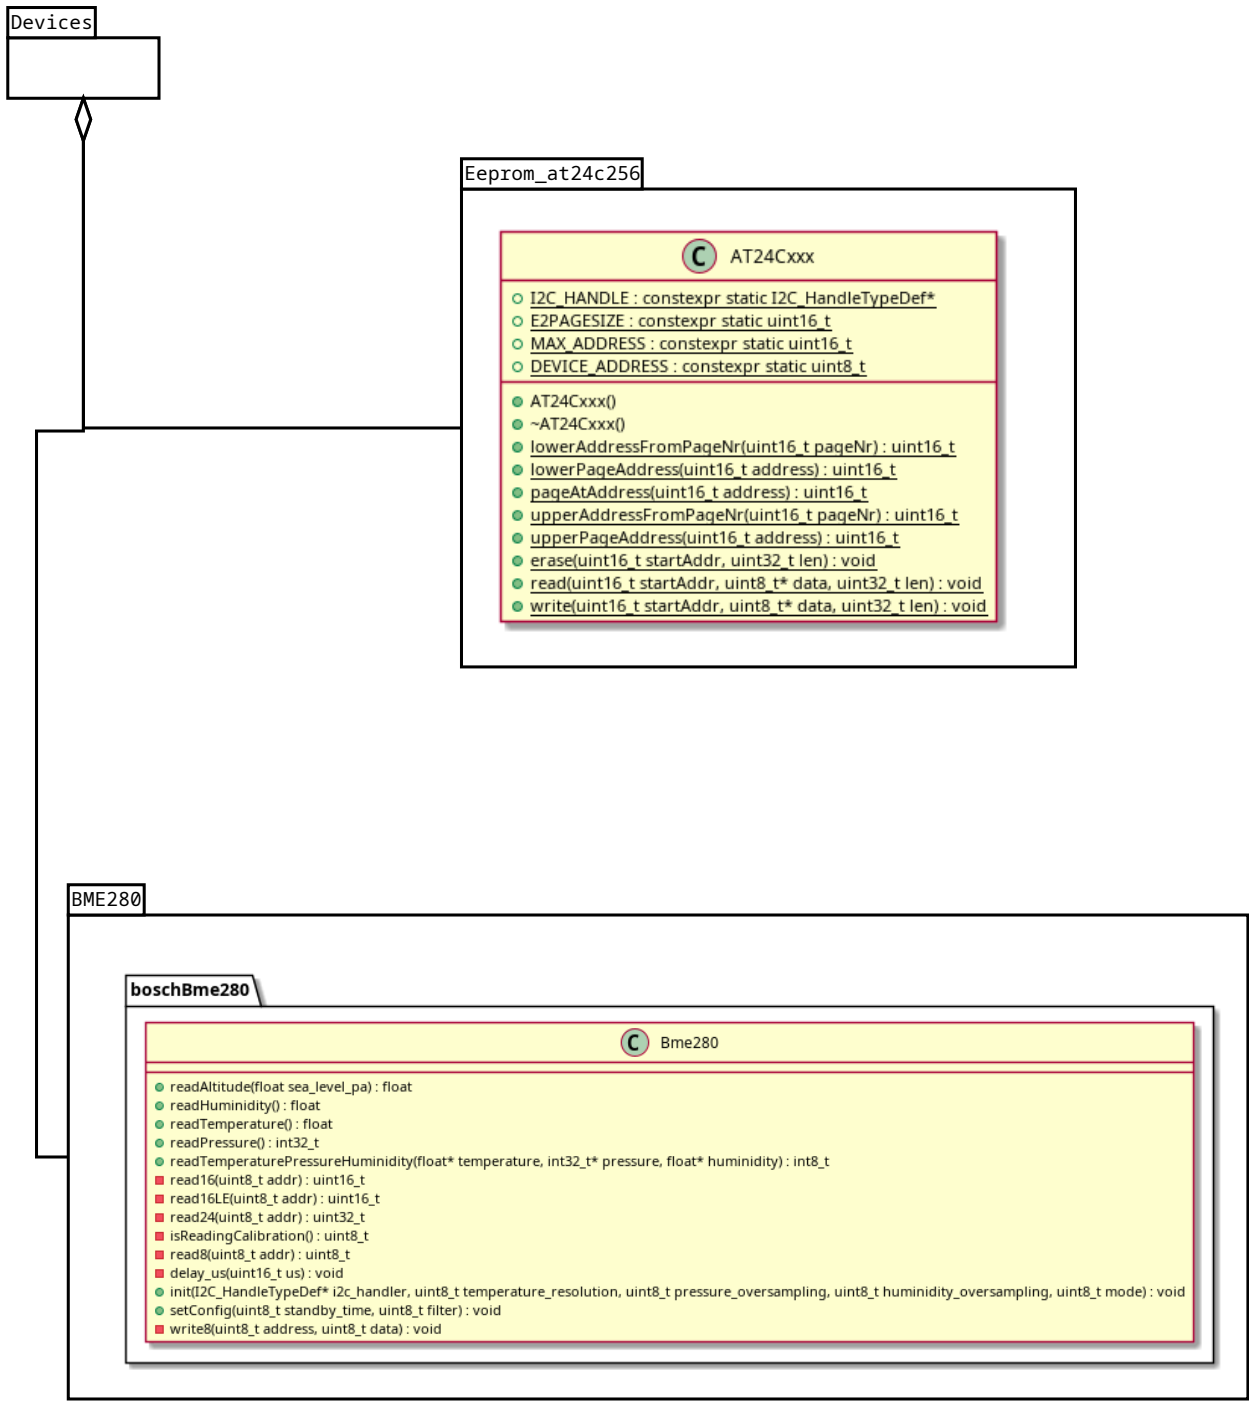 Devices
Eeprom_at24c256
C AT24Cxxx
I2C_HANDLE : constexpr static I2C_HandleTypeDef*
E2PAGESIZE : constexpr static uint16_t
MAX_ADDRESS : constexpr static uint16_t
DEVICE_ADDRESS : constexpr static uint8_t
AT24Cxxx()
~AT24Cxxx()
lowerAddressFromPageNr(uint16_t pageNr) : uint16_t
lowerPageAddress(uint16_t address) : uint16_t
pageAtAddress(uint16_t address) : uint16_t
upperAddressFromPageNr(uint16_t pageNr) : uint16_t
upperPageAddress(uint16_t address) : uint16_t
erase(uint16_t startAddr, uint32_t len) : void
read(uint16_t startAddr, uint8_t* data, uint32_t len) : void
write(uint16_t startAddr, uint8_t* data, uint32_t len) : void
BME280
boschBme280
C Bme280
readAltitude(float sea_level_pa) : float
readHuminidity() : float
readTemperature() : float
readPressure() : int32_t
readTemperaturePressureHuminidity(float* temperature, int32_t* pressure, float* huminidity) : int8_t
read16(uint8_t addr) : uint16_t
read16LE(uint8_t addr) : uint16_t
read24(uint8_t addr) : uint32_t
isReadingCalibration() : uint8_t
read8(uint8_t addr) : uint8_t
delay_us(uint16_t us) : void
init(I2C_HandleTypeDef* i2c_handler, uint8_t temperature_resolution, uint8_t pressure_oversampling, uint8_t huminidity_oversampling, uint8_t mode) : void
setConfig(uint8_t standby_time, uint8_t filter) : void
write8(uint8_t address, uint8_t data) : void